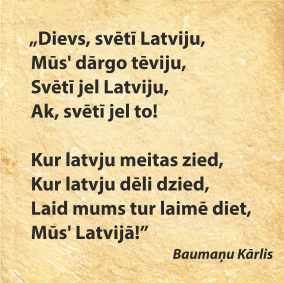 „Dievs, svētī Latviju,
Mūs' dārgo tēviju,
Svētī jel Latviju,
Ak, svētī jel to!
Kur latvju meitas zied,
Kur latvju dēli dzied,
Laid mums tur laimē diet,
Mūs' Latvijā!”
Baumaņu Kārlis